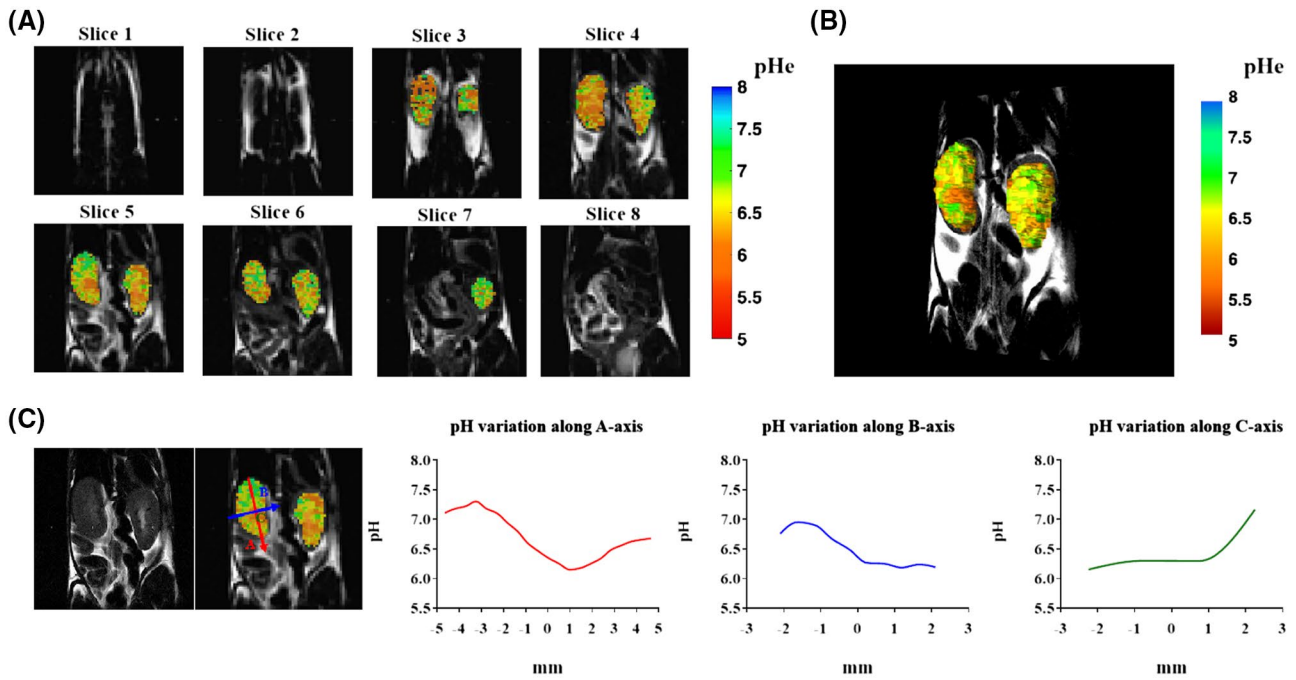 (A)
Slice 1 Slice 2 Slice 3 Slice 4
pHe
8
7.5
7
6.5
6
5.5
5
Slice 5 Slice 6 Slice 7 Slice 8
(B)
pHe
8
7.5
7
6.5
6
5.5
5
(C)
B
C
A
pH variation along A-axis
8.0
7.5
7.0
6.5
6.0
5.5
pH
-5 -4 -3 -2 -1 0 1 2 3 4 5
mm
pH variation along B-axis
8.0
7.5
7.0
6.5
6.0
5.5
pH
-3 -2 -1 0 1 2 3
mm
pH variation along C-axis
8.0
7.5
7.0
6.5
6.0
5.5
pH
-3 -2 -1 0 1 2 3
mm